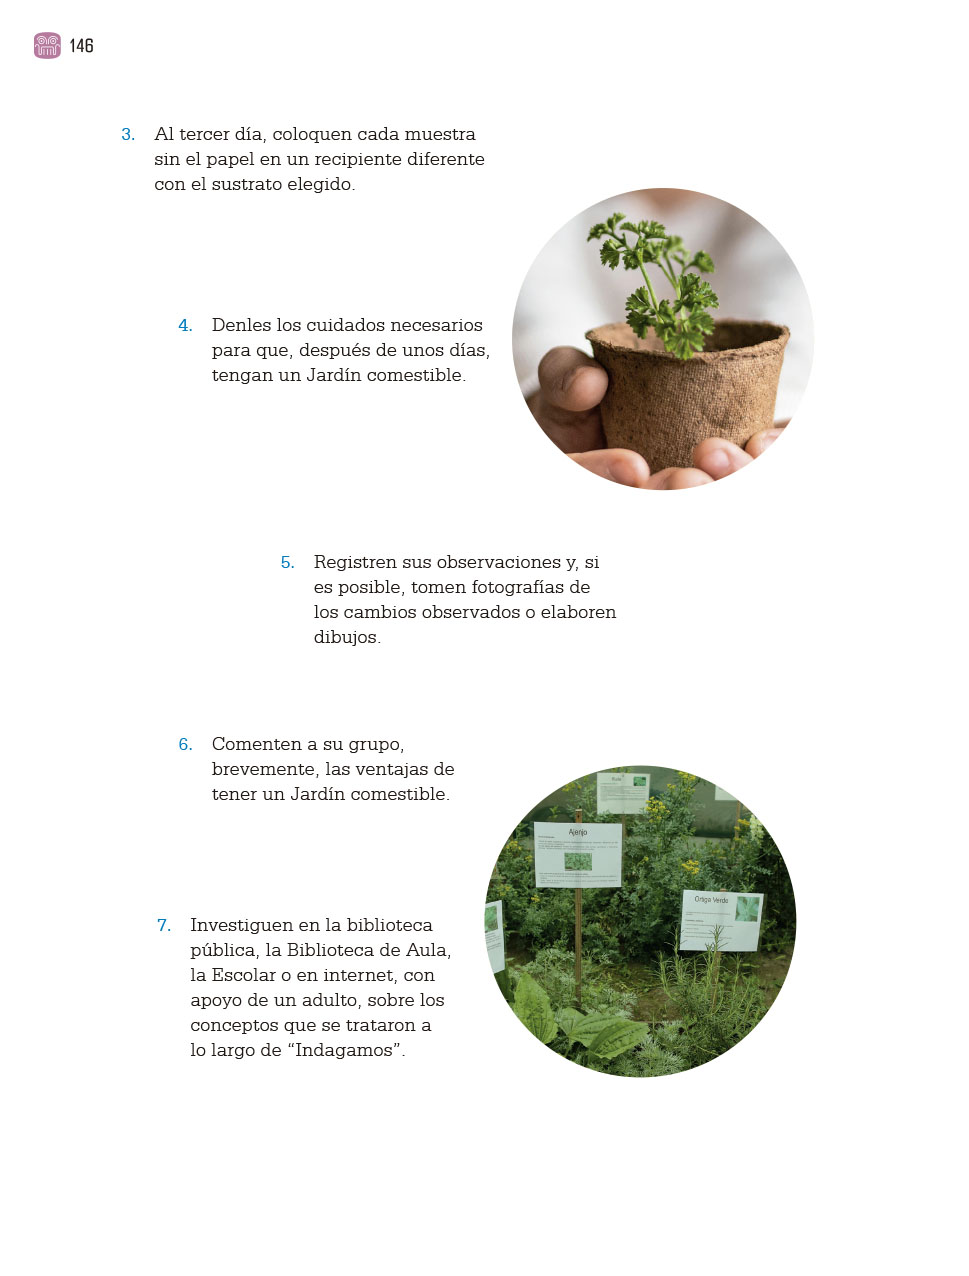 146
3. Al tercer día, coloquen cada muestra
sin el papel en un recipiente diferente
con el sustrato elegido.
4. Denles los cuidados necesarios
para que, después de unos días,
tengan un Jardín comestible.
5. Registren sus observaciones y, si
es posible, tomen fotografías de
los cambios observados o elaboren
dibujos.
6. Comenten a su grupo,
brevemente, las ventajas de
tener un Jardín comestible.
Ajenjo
Ortiga Verde
7. Investiguen en la biblioteca
pública, la Biblioteca de Aula,
la Escolar o en internet, con
apoyo de un adulto, sobre los
conceptos que se trataron a
lo largo de “Indagamos”.